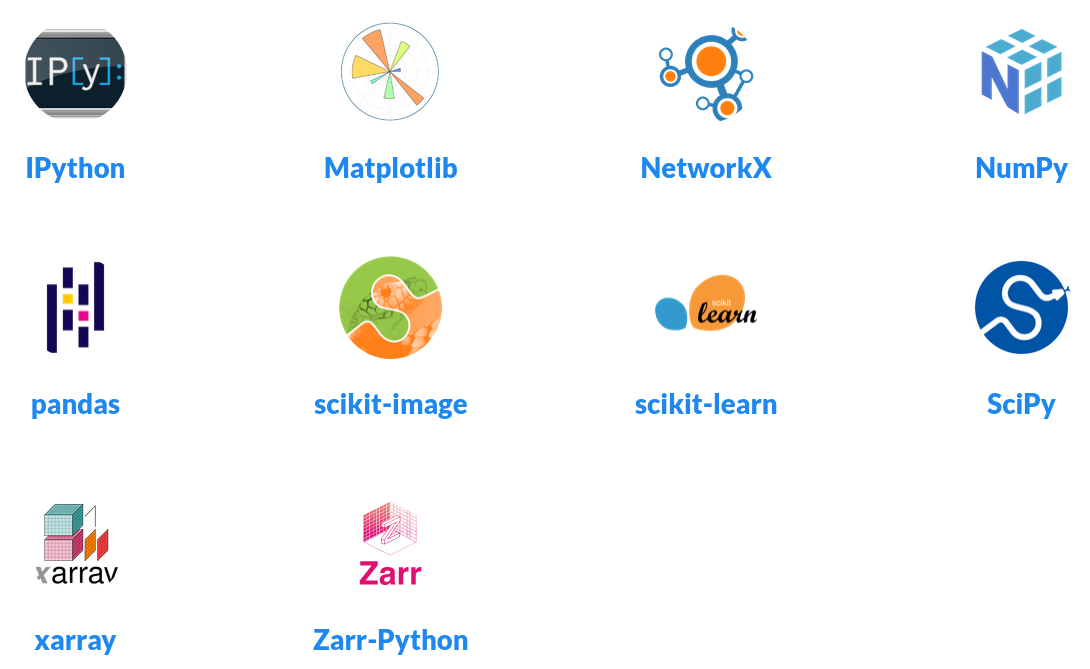 IP[y]:
IPython
Matplotlib
NetworkX
N
NumPy
pandas
scikit-image
scikit
learn
scikit-learn
SciPy
xarray
xarray
Z
Zarr
Zarr-Python